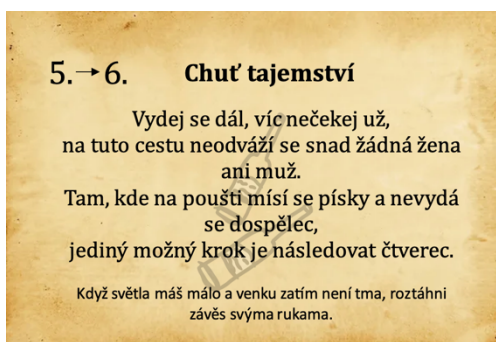 5.→6. Chuť tajemství
Vydej se dál, víc nečekej už,
na tuto cestu neodváží se snad žádná žena
ani muž.
Tam, kde na poušti mísí se písky a nevydá
se dospělec,
jediný možný krok je následovat čtverec.
Když světla máš málo a venku zatím není tma, roztáhni
závěs svýma rukama.